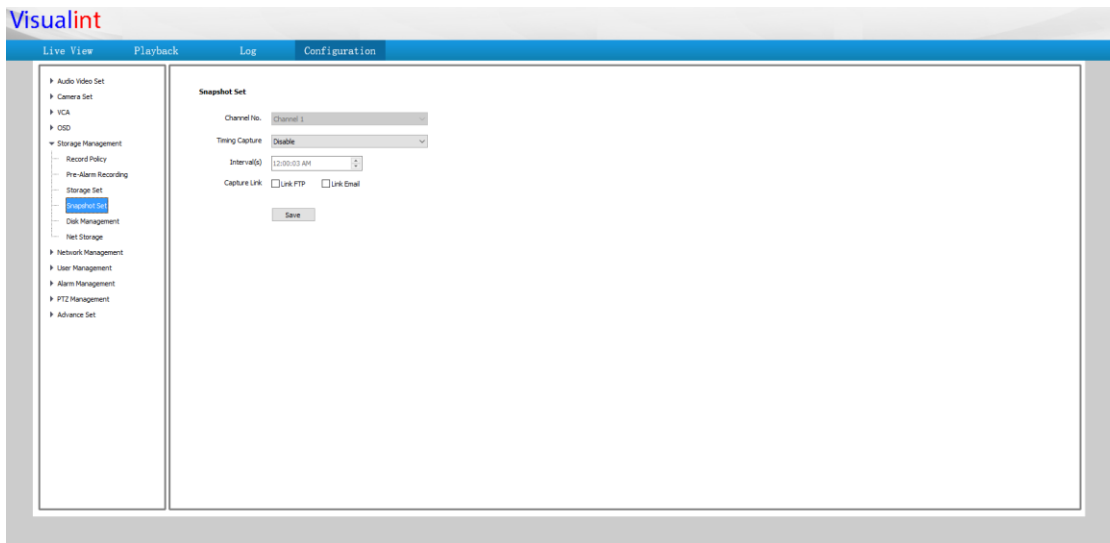 Visualint
Live View Playback Log Configuration
Audio Video Set
Camera Set
VCA
OSD
Storage Management
Record Policy
Pre-Alarm Recording
Storage Set
Snapshot Set
Disk Management
Net Storage
Network Management
User Management
Alarm Management
PTZ Management
Advance Set
Snapshot Set
Channel No. Channel 1
Timing Capture Disable
Interval(s) 12:00:03 AM
Capture Link Link FTP Link Email
Save